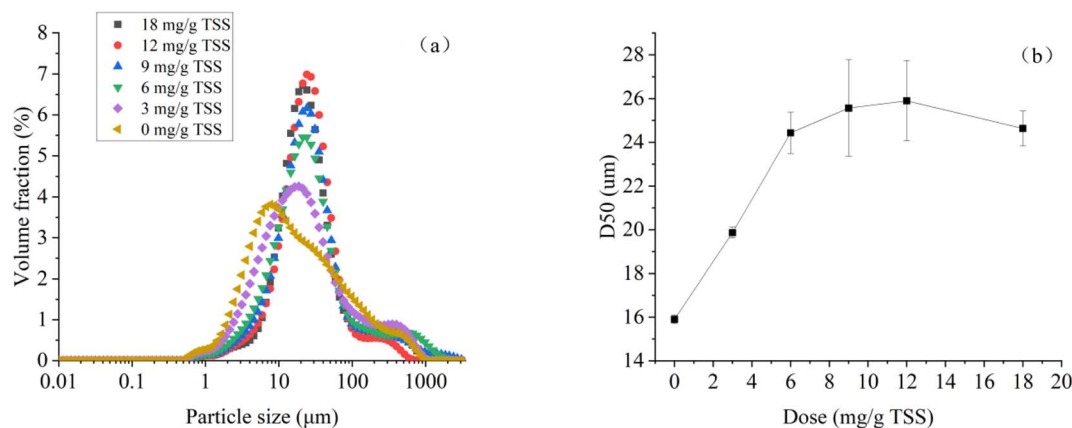 (a)
18 mg/g TSS
12 mg/g TSS
9 mg/g TSS
6 mg/g TSS
3 mg/g TSS
0 mg/g TSS
8
7
6
5
4
3
2
1
0
Volume fraction (%)
0.01 0.1 1 10 100 1000
Particle size (μm)
(b)
28
26
24
22
20
18
16
14
D50 (um)
0 2 4 6 8 10 12 14 16 18 20
Dose (mg/g TSS)